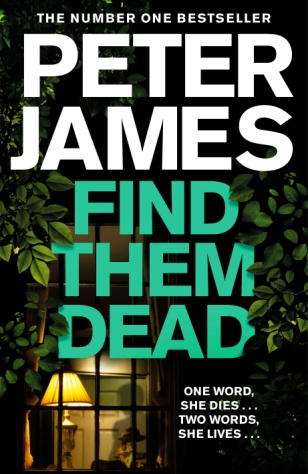 THE NUMBER ONE BESTSELLER
PETER
JAMES
FIND
THEM
DEAD
ONE WORD,
SHE DIES . . .
TWO WORDS,
SHE LIVES . . .